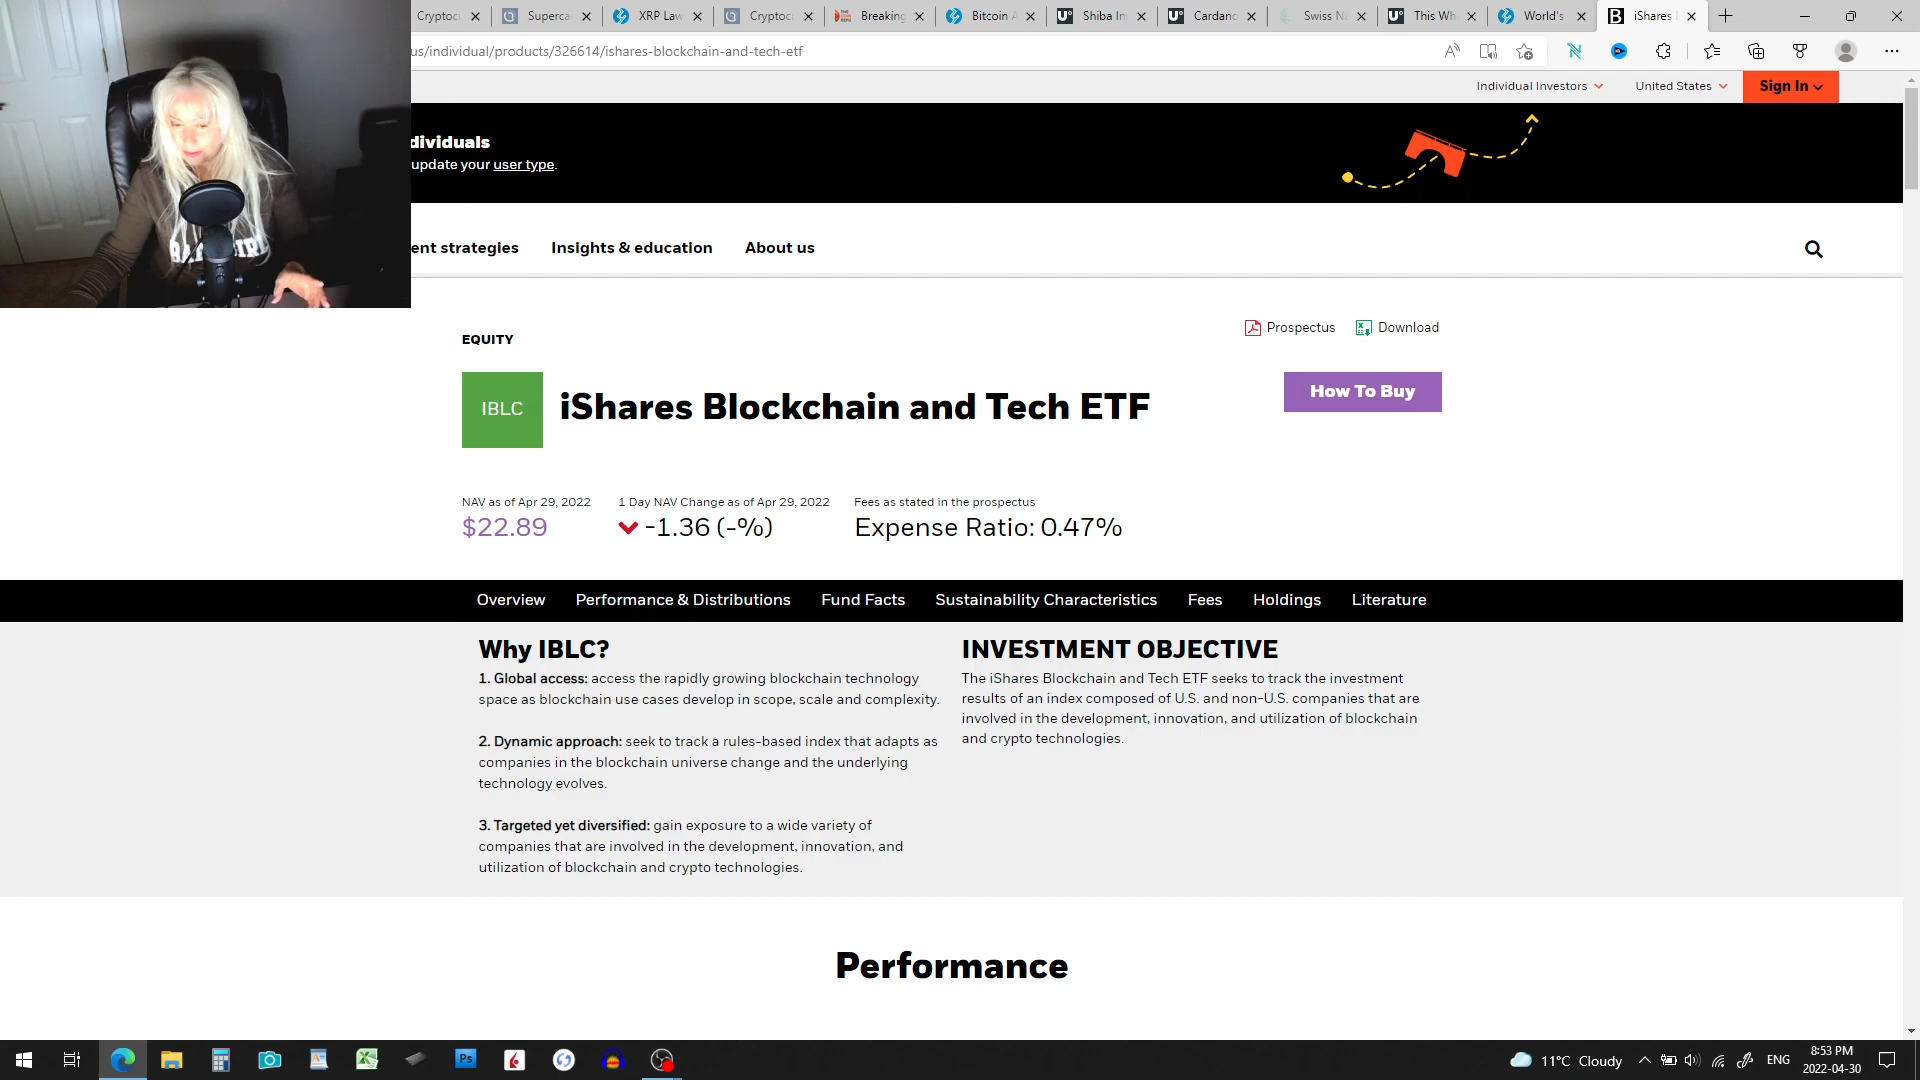 Cryptocu
Superca
XRP Law
Cryptoc
Breaking
Bitcoin A
Shiba In
Cardano
Swiss Na
This Wh
World's
iShares
us/individual/products/326614/ishares-blockchain-and-tech-etf
Individual Investors
United States
Sign In
dividuals
update your user type.
ent strategies
Insights & education
About us
EQUITY
Prospectus
Download
IBLC
iShares Blockchain and Tech ETF
How To Buy
NAV as of Apr 29, 2022
1 Day NAV Change as of Apr 29, 2022
Fees as stated in the prospectus
$22.89
-1.36 (-%)
Expense Ratio: 0.47%
Overview
Performance & Distributions
Fund Facts
Sustainability Characteristics
Fees
Holdings
Literature
Why IBLC?
1. Global access: access the rapidly growing blockchain technology
space as blockchain use cases develop in scope, scale and complexity.
2. Dynamic approach: seek to track a rules-based index that adapts as
companies in the blockchain universe change and the underlying
technology evolves.
3. Targeted yet diversified: gain exposure to a wide variety of
companies that are involved in the development, innovation, and
utilization of blockchain and crypto technologies.
INVESTMENT OBJECTIVE
The iShares Blockchain and Tech ETF seeks to track the investment
results of an index composed of U.S. and non-U.S. companies that are
involved in the development, innovation, and utilization of blockchain
and crypto technologies.
Performance
Ps
11°C Cloudy
ENG
8:53 PM
2022-04-30